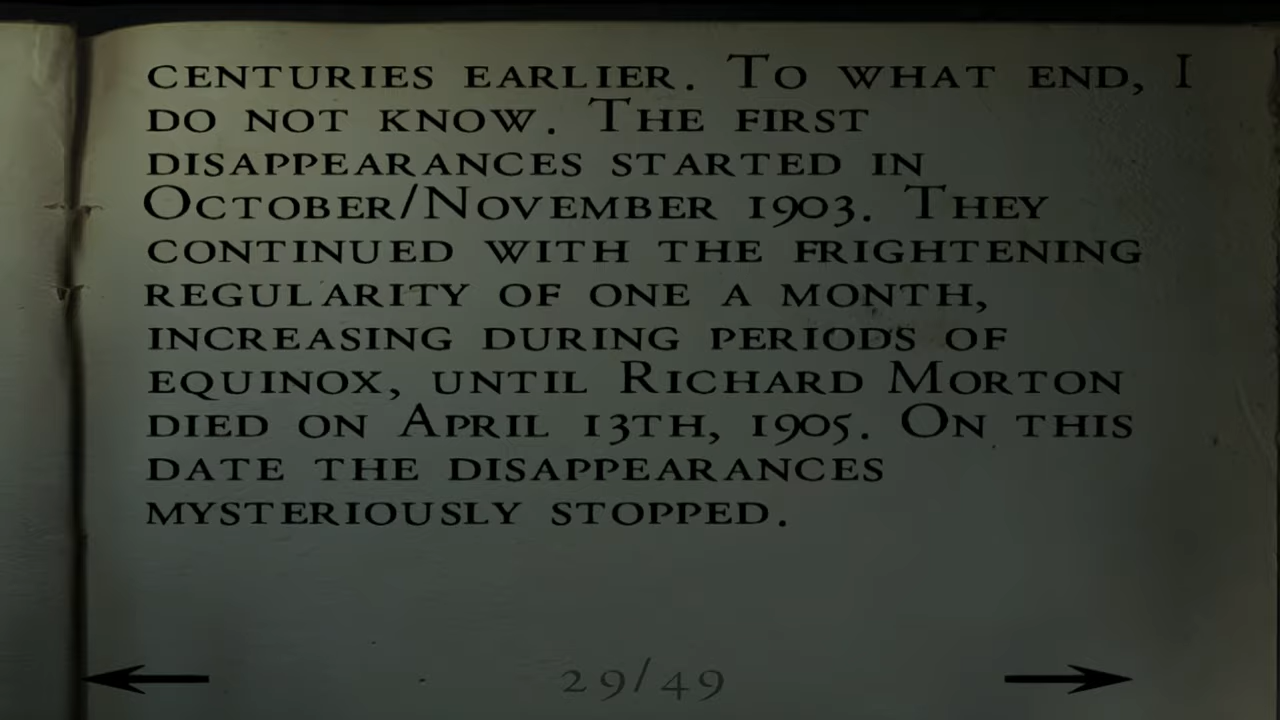 CENTURIES EARLIER. TO WHAT END, I
DO NOT KNOW. THE FIRST
DISAPPEARANCES STARTED IN
OCTOBER/NOVEMBER 1903. THEY
CONTINUED WITH THE FRIGHTENING
REGULARITY OF ONE A MONTH,
INCREASING DURING PERIODS OF
EQUINOX, UNTIL RICHARD MORTON
DIED ON APRIL 13TH, 1905. ON THIS
DATE THE DISAPPEARANCES
MYSTERIOUSLY STOPPED.
29/49